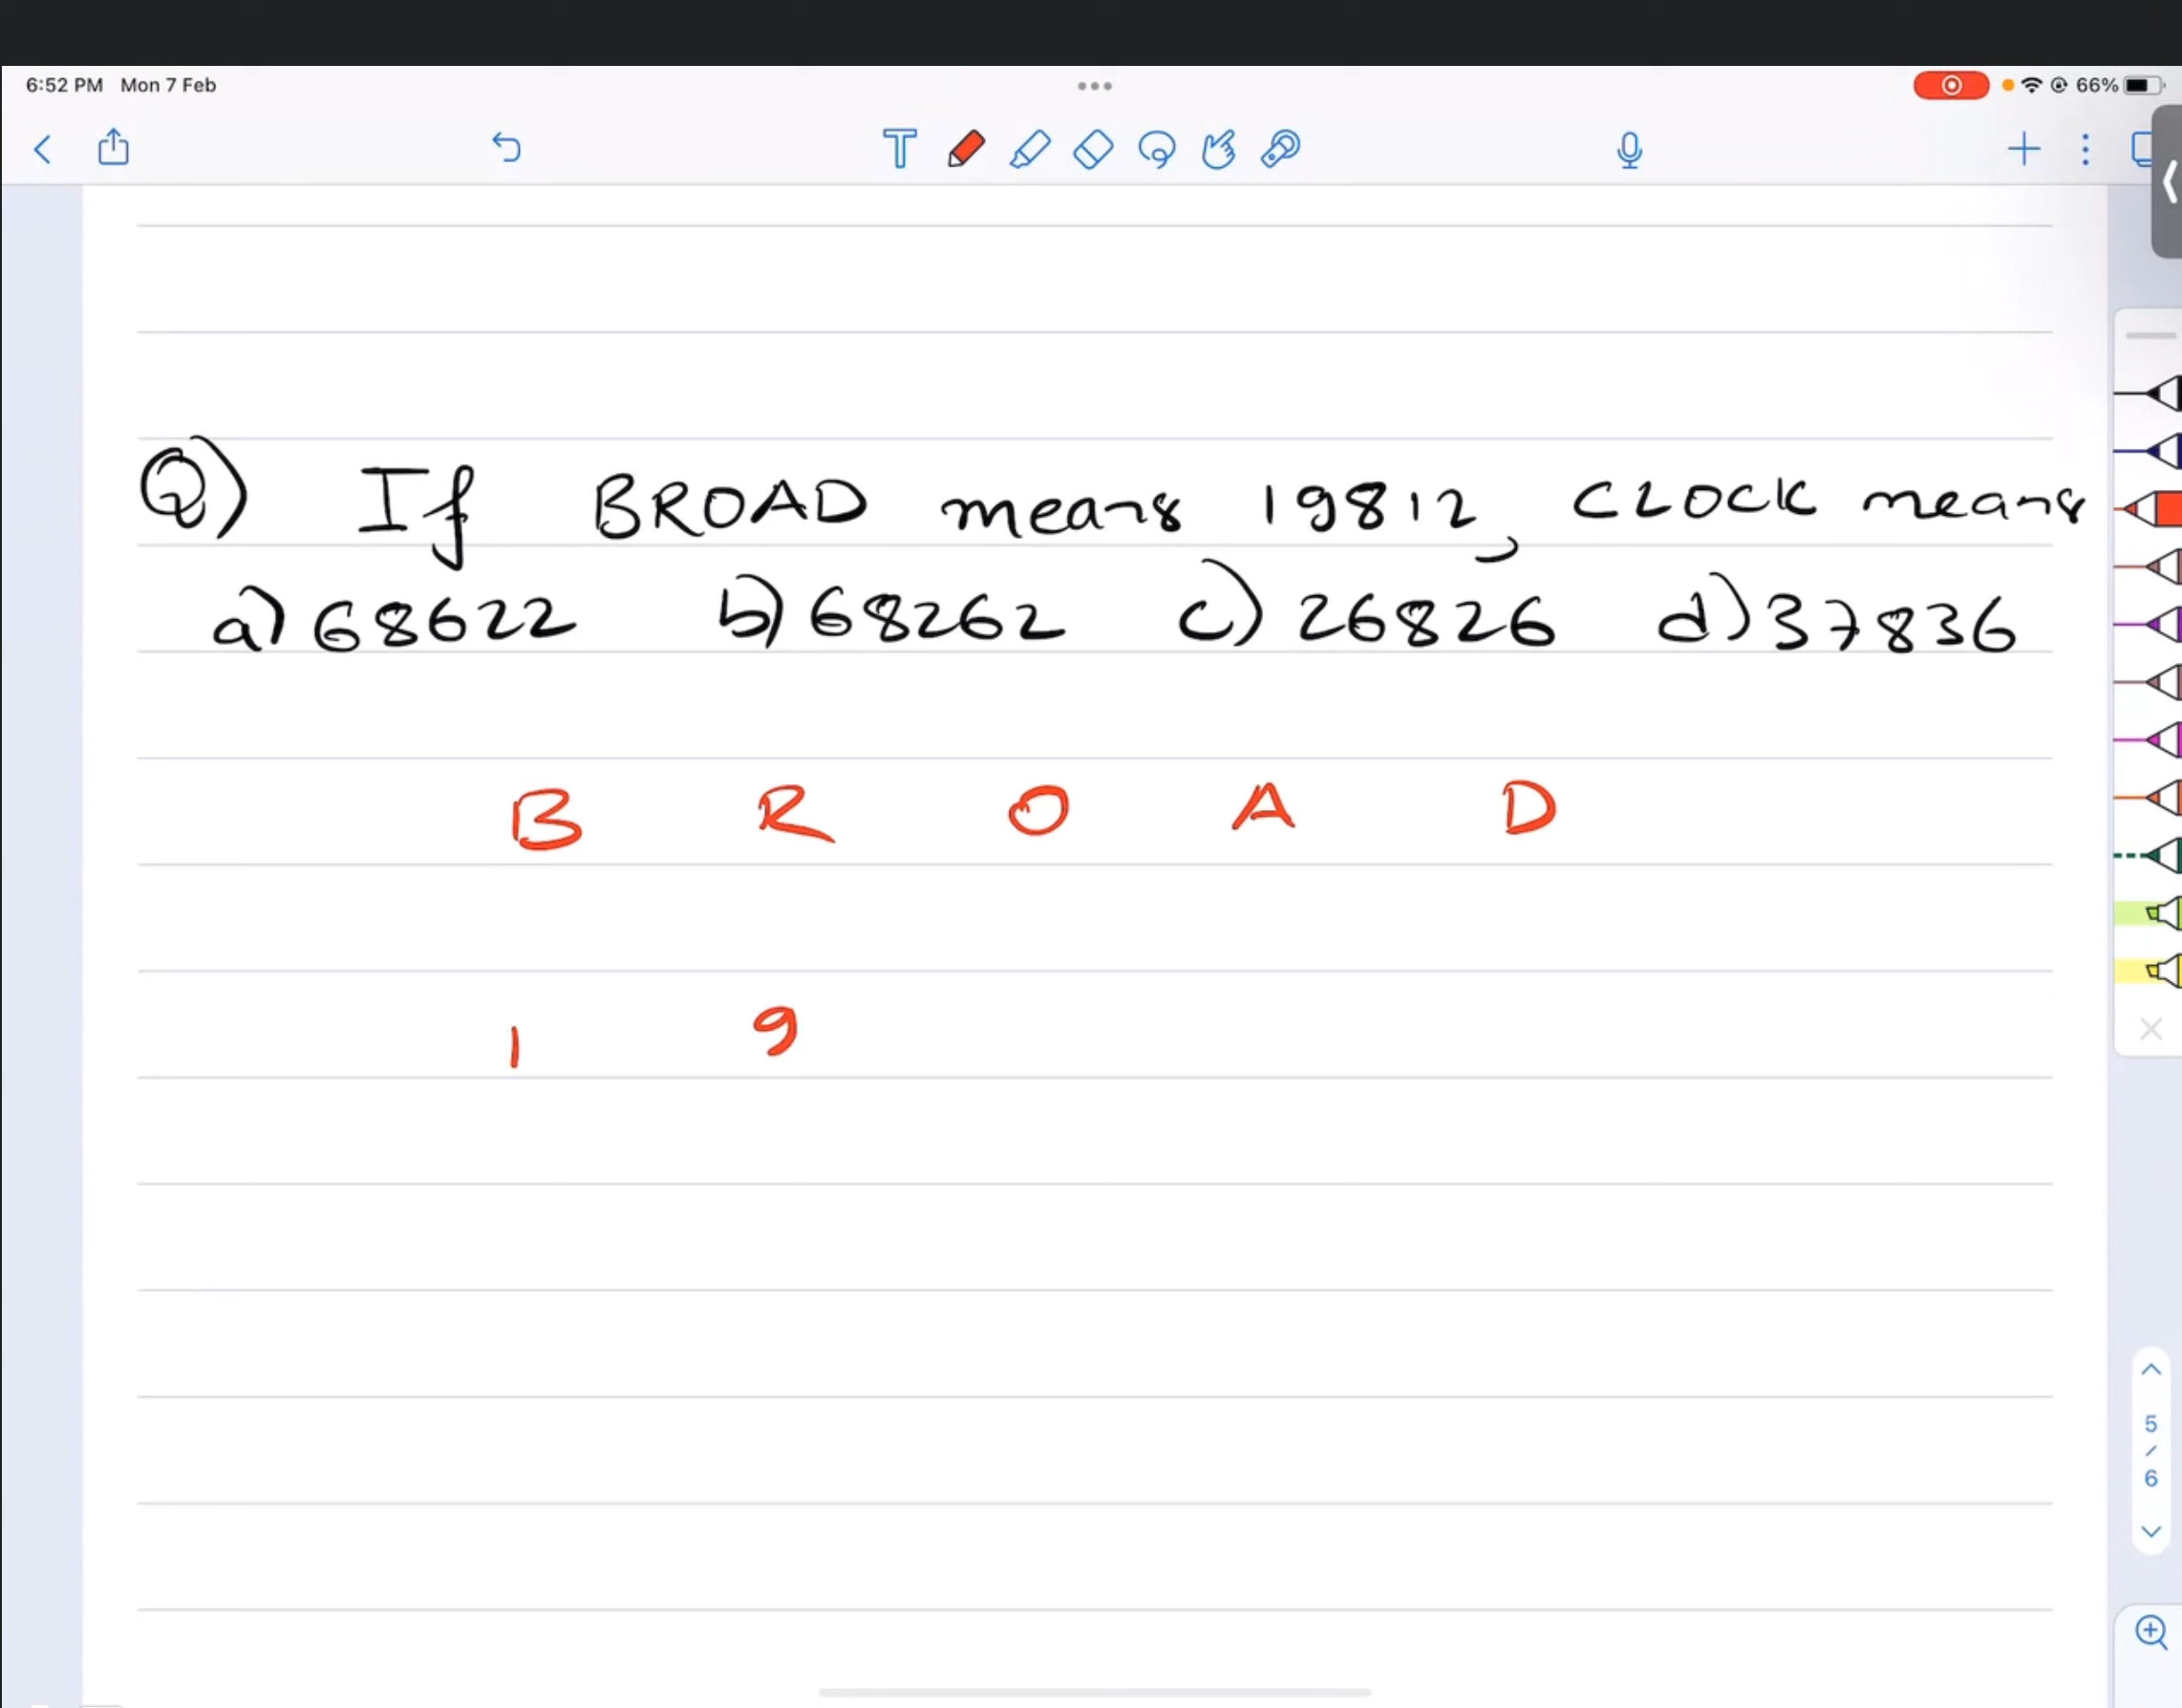 6:52 PM Mon 7 Feb
66%
T
Q) If BROAD means 19812, CLOCK means
a) 68622 b) 68262 c) 26826 d) 37836
B R O A D
1 9
5
/
6